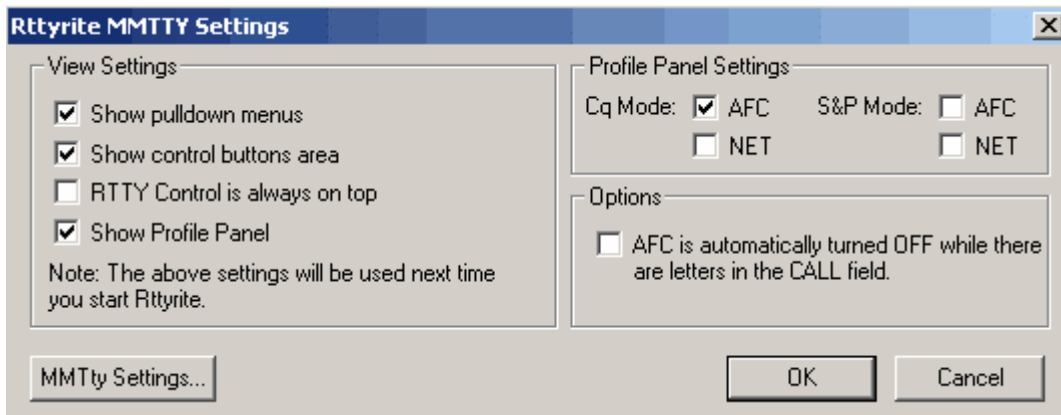 Rttyrite MMTTY Settings
View Settings
Show pulldown menus
Show control buttons area
RTTY Control is always on top
Show Profile Panel
Note: The above settings will be used next time
you start Rttyrite.
Profile Panel Settings
Cq Mode: AFC S&P Mode: AFC
NET NET
Options
AFC is automatically turned OFF while there
are letters in the CALL field.
MMTty Settings... OK Cancel